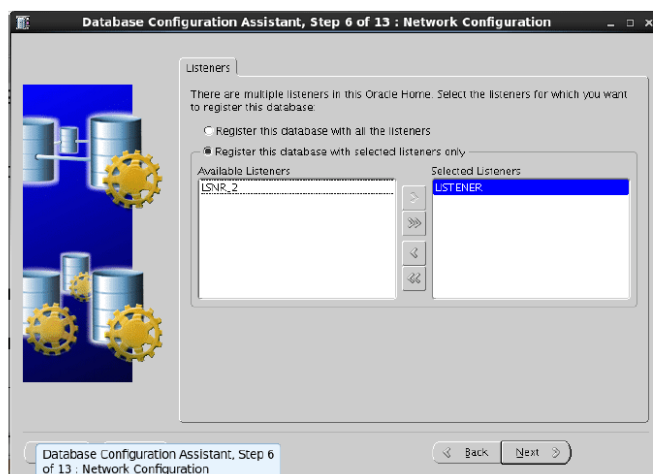 Database Configuration Assistant, Step 6 of 13 : Network Configuration
Listeners
There are multiple listeners in this Oracle Home. Select the listeners for which you want
to register this database:
Register this database with all the listeners
Register this database with selected listeners only
Available Listeners
Selected Listeners
LSNR_2
LISTENER
Back
Next
Database Configuration Assistant, Step 6
of 13 : Network Configuration